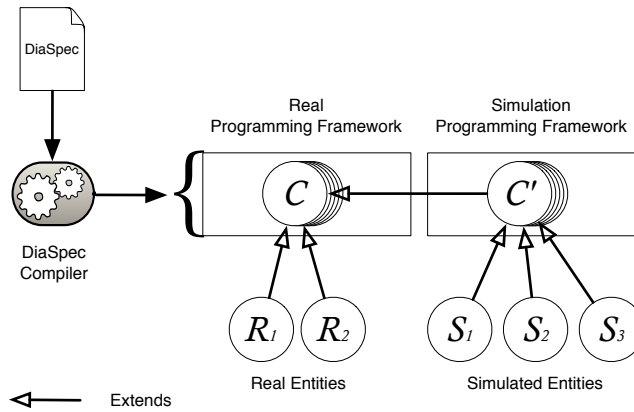 DiaSpec
Real
Programming Framework
Simulation
Programming Framework
{
C
C'
DiaSpec
Compiler
R1
R2
S1
S2
S3
Real Entities
Simulated Entities
Extends